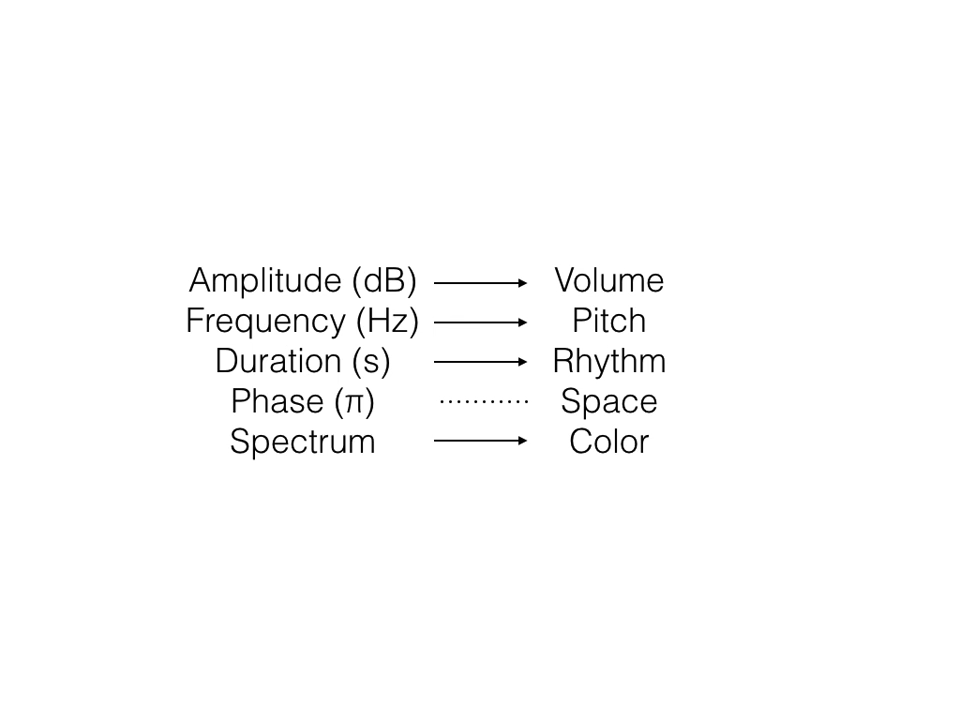 Amplitude (dB) Volume
Frequency (Hz) Pitch
Duration (s) Rhythm
Phase (π) Space
Spectrum Color